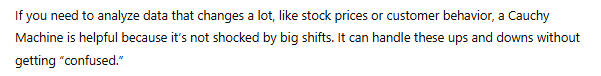 If you need to analyze data that changes a lot, like stock prices or customer behavior, a Cauchy
Machine is helpful because it's not shocked by big shifts. It can handle these ups and downs without
getting “confused.”